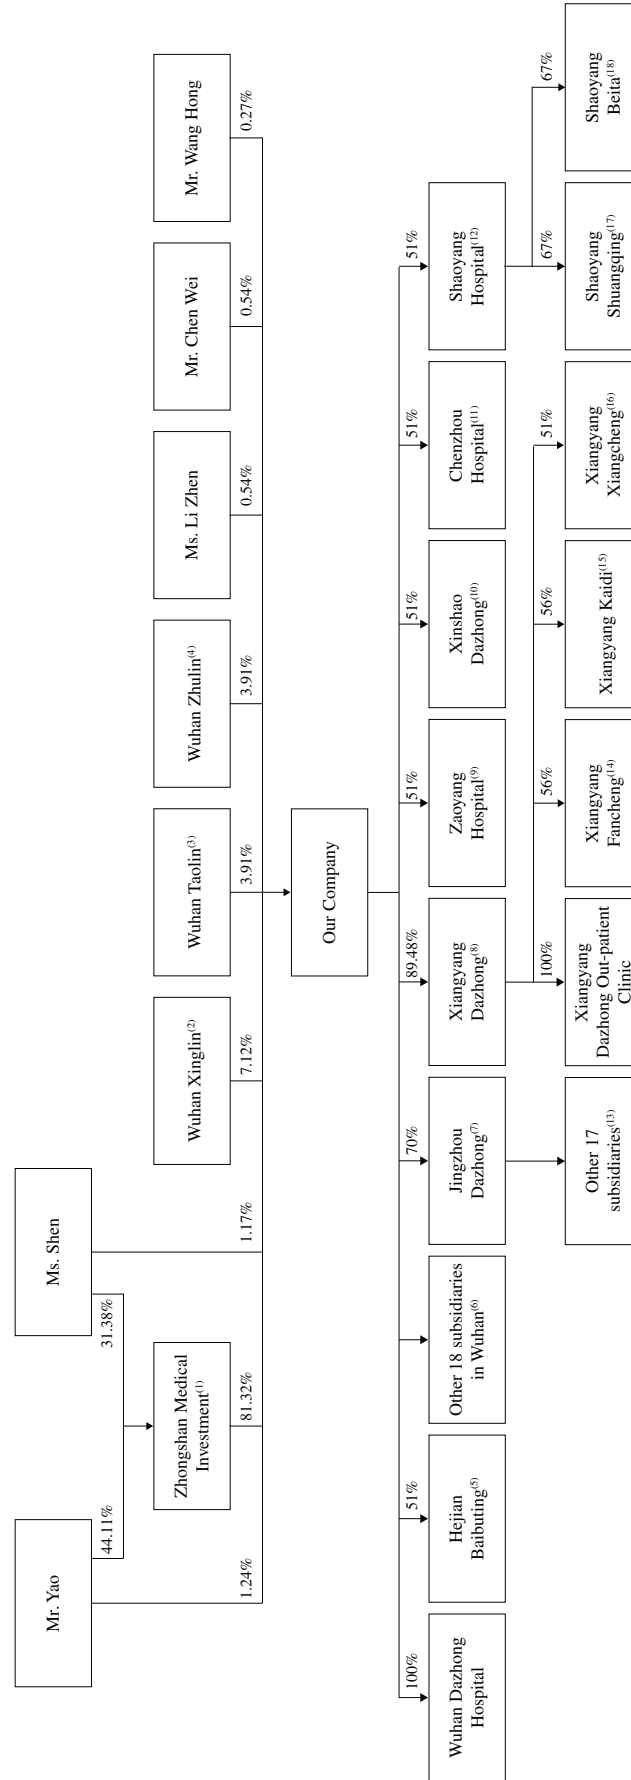 Mr. Yao
Ms. Shen
44.11%
31.38%
Zhongshan Medical
Investment(1)
Wuhan Xinglin(2)
Wuhan Taolin(3)
Wuhan Zhulin(4)
Ms. Li Zhen
Mr. Chen Wei
Mr. Wang Hong
1.24%
81.32%
1.17%
7.12%
3.91%
3.91%
0.54%
0.54%
0.27%
Our Company
100%
51%
70%
89.48%
51%
51%
51%
51%
Wuhan Dazhong
Hospital
Hejian
Baibuting(5)
Other 18 subsidiaries
in Wuhan(6)
Jingzhou
Dazhong(7)
Xiangyang
Dazhong(8)
Zaoyang
Hospital(9)
Xinshao
Dazhong(10)
Chenzhou
Hospital(11)
Shaoyang
Hospital(12)
100%
56%
56%
51%
67%
67%
Other 17
subsidiaries(13)
Xiangyang
Dazhong Out-patient
Clinic
Xiangyang
Fancheng(14)
Xiangyang Kaidi(15)
Xiangyang
Xiangcheng(16)
Shaoyang
Shuangqing(17)
Shaoyang
Beita(18)